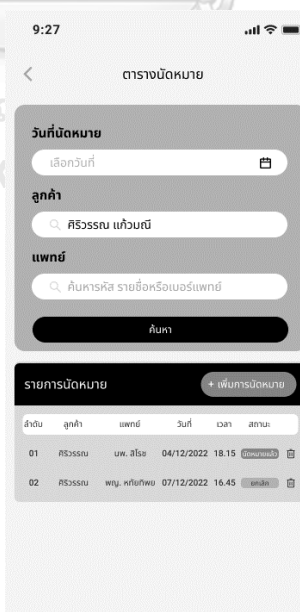 9:27
ตารางนัดหมาย
วันที่นัดหมาย
เลือกวันที่
ลูกค้า
ศิริวรรณ แก้วมณี
แพทย์
ค้นหารหัส รายชื่อหรือเบอร์แพทย์
ค้นหา
รายการนัดหมาย + เพิ่มการนัดหมาย
ลำดับ ลูกค้า แพทย์ วันที่ เวลา สถานะ
01 ศิริวรรณ นพ. สิโรช 04/12/2022 18.15 นัดหมายแล้ว
02 ศิริวรรณ พญ. หทัยทิพย 07/12/2022 16.45 ยกเลิก